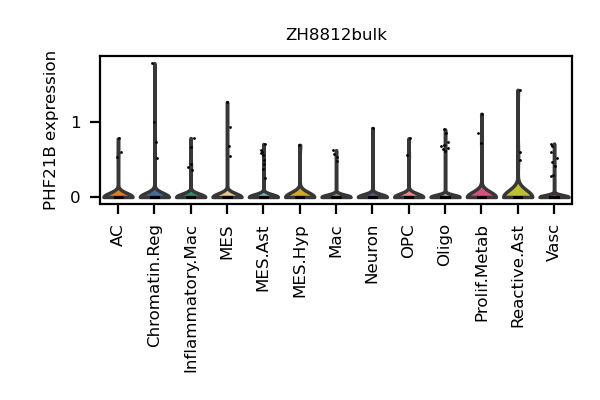 ZH8812bulk
PHF21B expression
1
0
AC
Chromatin.Reg
Inflammatory.Mac
MES
MES.Ast
MES.Hyp
Mac
Neuron
OPC
Oligo
Prolif.Metab
Reactive.Ast
Vasc